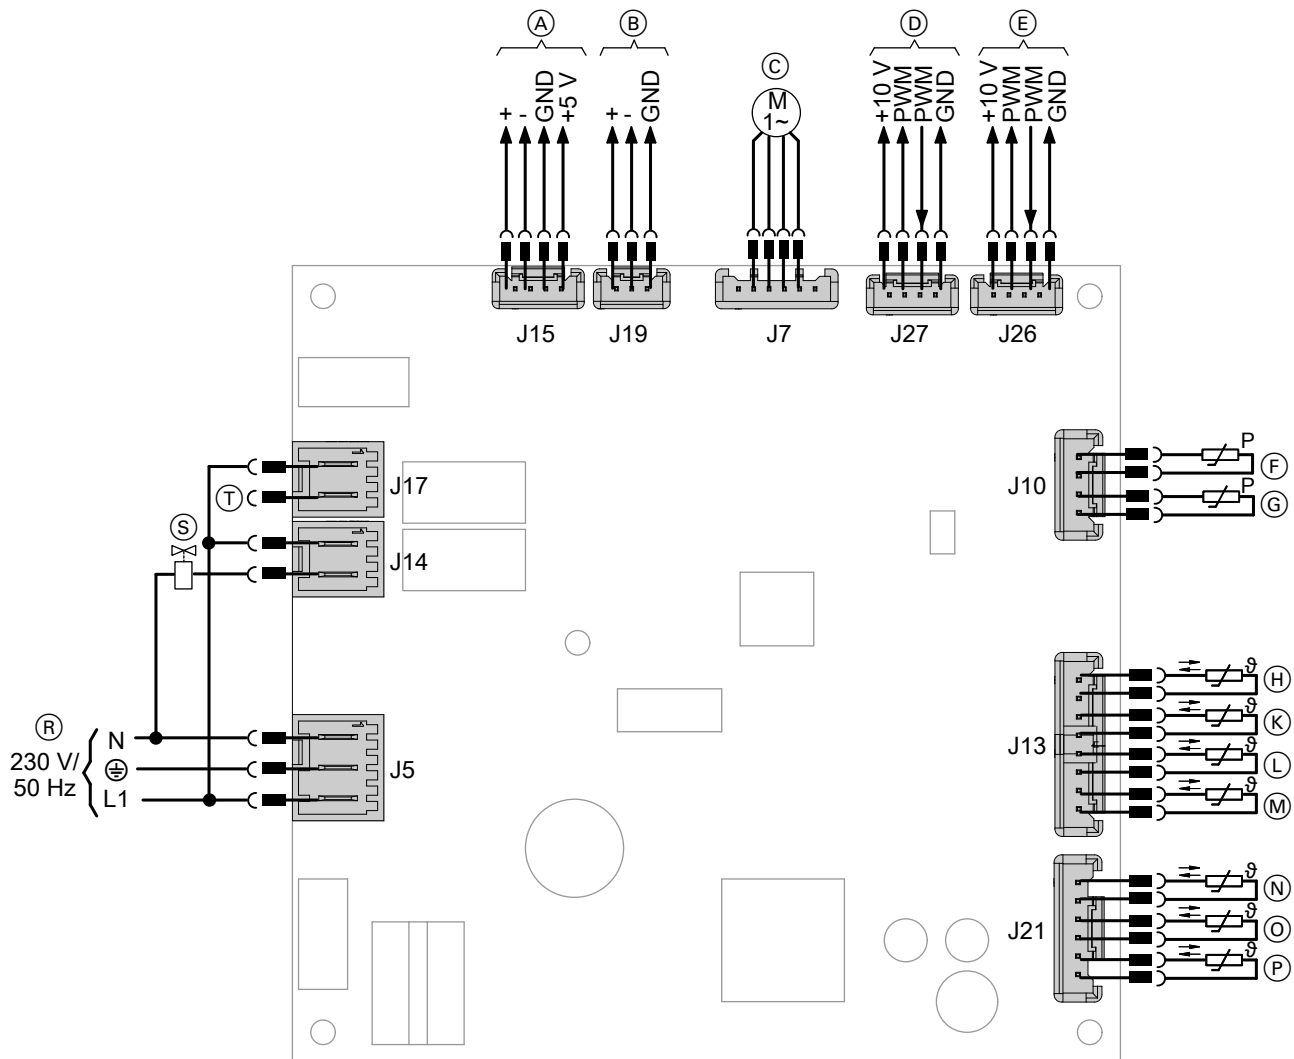 A B C D E
+ - GND +5 V
+ - GND
M
1~
+10 V PWM PWM GND
+10 V PWM PWM GND
J15 J19 J7 J27 J26
J17
T
S
J14
J10
P F
P G
R
230 V/
50 Hz
N
L1
J5
J13
ϑ H
ϑ K
ϑ L
ϑ M
J21
ϑ N
ϑ O
ϑ P